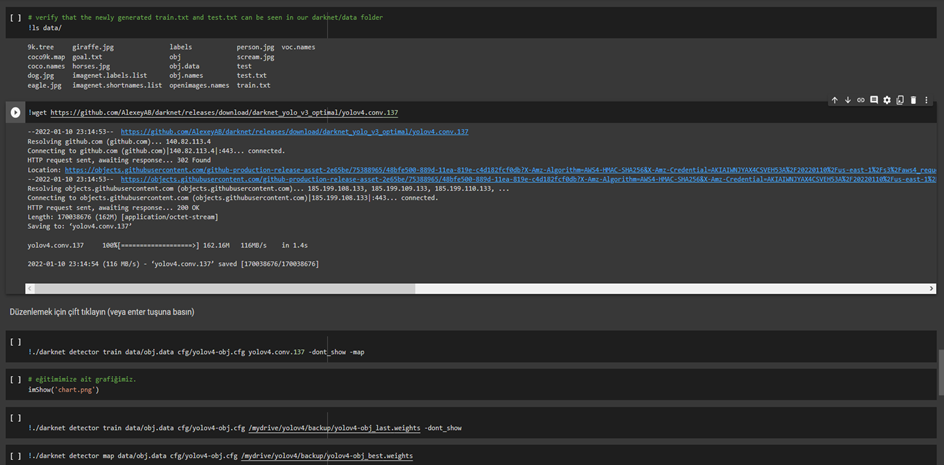 [ ] # verify that the newly generated train.txt and test.txt can be seen in our darknet/data folder
!ls data/
9k.tree giraffe.jpg labels person.jpg voc.names
coco9k.map goal.txt obj scream.jpg
coco.names horses.jpg obj.data test
dog.jpg imagenet.labels.list obj.names test.txt
eagle.jpg imagenet.shortnames.list openimages.names train.txt
!wget https://github.com/AlexeyAB/darknet/releases/download/darknet_yolo_v3_optimal/yolov4.conv.137
--2022-01-10 23:14:53-- https://github.com/AlexeyAB/darknet/releases/download/darknet_yolo_v3_optimal/yolov4.conv.137
Resolving github.com (github.com)... 140.82.113.4
Connecting to github.com (github.com)|140.82.113.4|:443... connected.
HTTP request sent, awaiting response... 302 Found
Location: https://objects.githubusercontent.com/github-production-release-asset-2e65be/75388965/48bfe500-889d-11ea-819e-c4d182fcf0db?X-Amz-Algorithm=AWS4-HMAC-SHA256&X-Amz-Credential=AKIAIWNJYAX4CSVEH53A%2F20220110%2Fus-east-1%2Fs3%2Faws4_requ
--2022-01-10 23:14:53-- https://objects.githubusercontent.com/github-production-release-asset-2e65be/75388965/48bfe500-889d-11ea-819e-c4d182fcf0db?X-Amz-Algorithm=AWS4-HMAC-SHA256&X-Amz-Credential=AKIAIWNJYAX4CSVEH53A%2F20220110%2Fus-east-1%2
Resolving objects.githubusercontent.com (objects.githubusercontent.com)... 185.199.108.133, 185.199.109.133, 185.199.110.133, ...
Connecting to objects.githubusercontent.com (objects.githubusercontent.com)|185.199.108.133|:443... connected.
HTTP request sent, awaiting response... 200 OK
Length: 170038676 (162M) [application/octet-stream]
Saving to: ‘yolov4.conv.137’
yolov4.conv.137 100%[===================>] 162.16M 116MB/s in 1.4s
2022-01-10 23:14:54 (116 MB/s) - ‘yolov4.conv.137’ saved [170038676/170038676]
Düzenlemek için çift tıklayın (veya enter tuşuna basın)
[ ]
!./darknet detector train data/obj.data cfg/yolov4-obj.cfg yolov4.conv.137 -dont_show -map
[ ] # eğitimimize ait grafiğimiz.
imShow('chart.png')
[ ]
!./darknet detector train data/obj.data cfg/yolov4-obj.cfg /mydrive/yolov4/backup/yolov4-obj_last.weights -dont_show
[ ] !./darknet detector map data/obj.data cfg/yolov4-obj.cfg /mydrive/yolov4/backup/yolov4-obj_best.weights